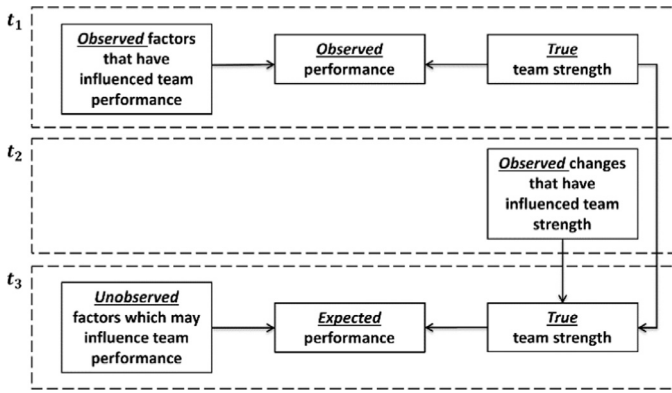 t₁
Observed factors
that have
influenced team
performance
Observed
performance
True
team strength
t₂
Observed changes
that have
influenced team
strength
t₃
Unobserved
factors which may
influence team
performance
Expected
performance
True
team strength